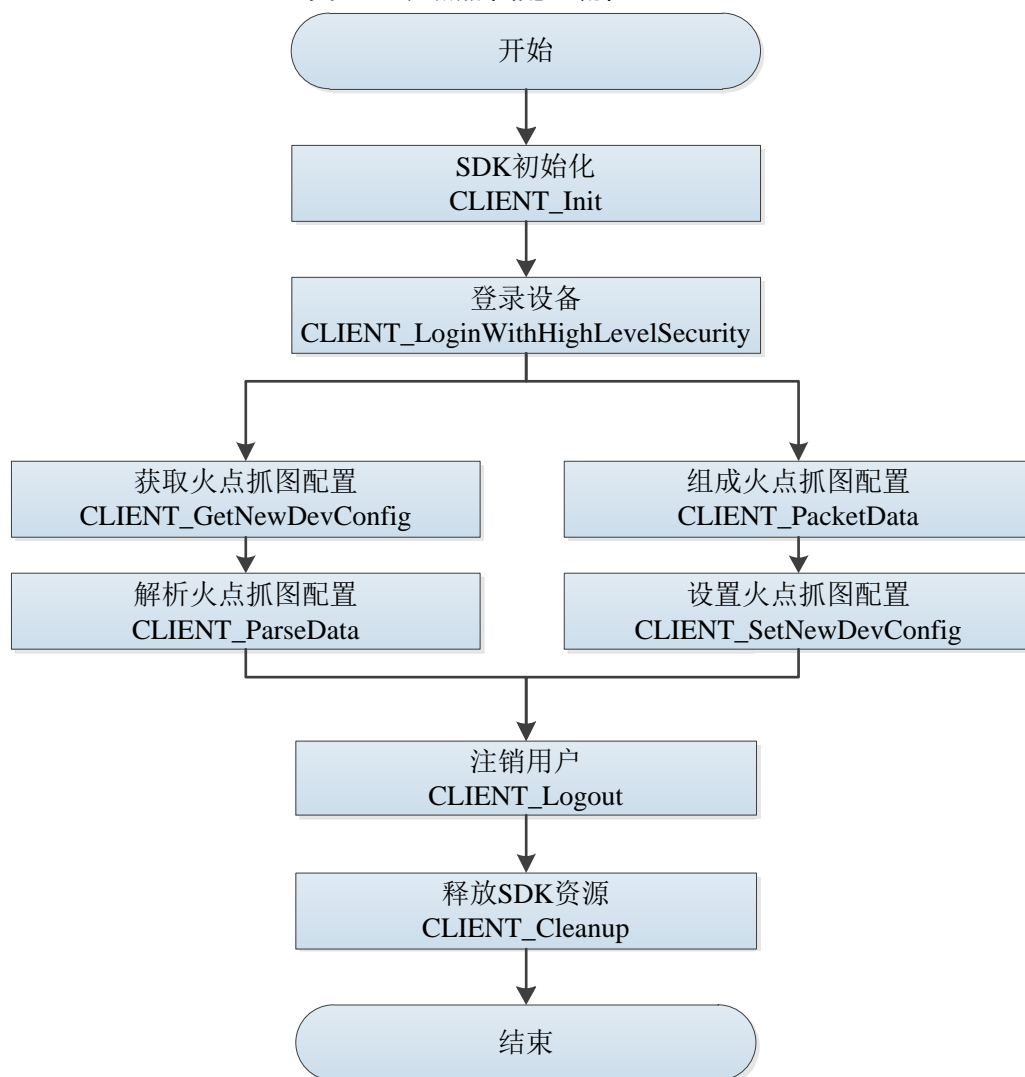 开始
SDK初始化
CLIENT_Init
登录设备
CLIENT_LoginWithHighLevelSecurity
获取火点抓图配置
CLIENT_GetNewDevConfig
解析火点抓图配置
CLIENT_ParseData
组成火点抓图配置
CLIENT_PacketData
设置火点抓图配置
CLIENT_SetNewDevConfig
注销用户
CLIENT_Logout
释放SDK资源
CLIENT_Cleanup
结束